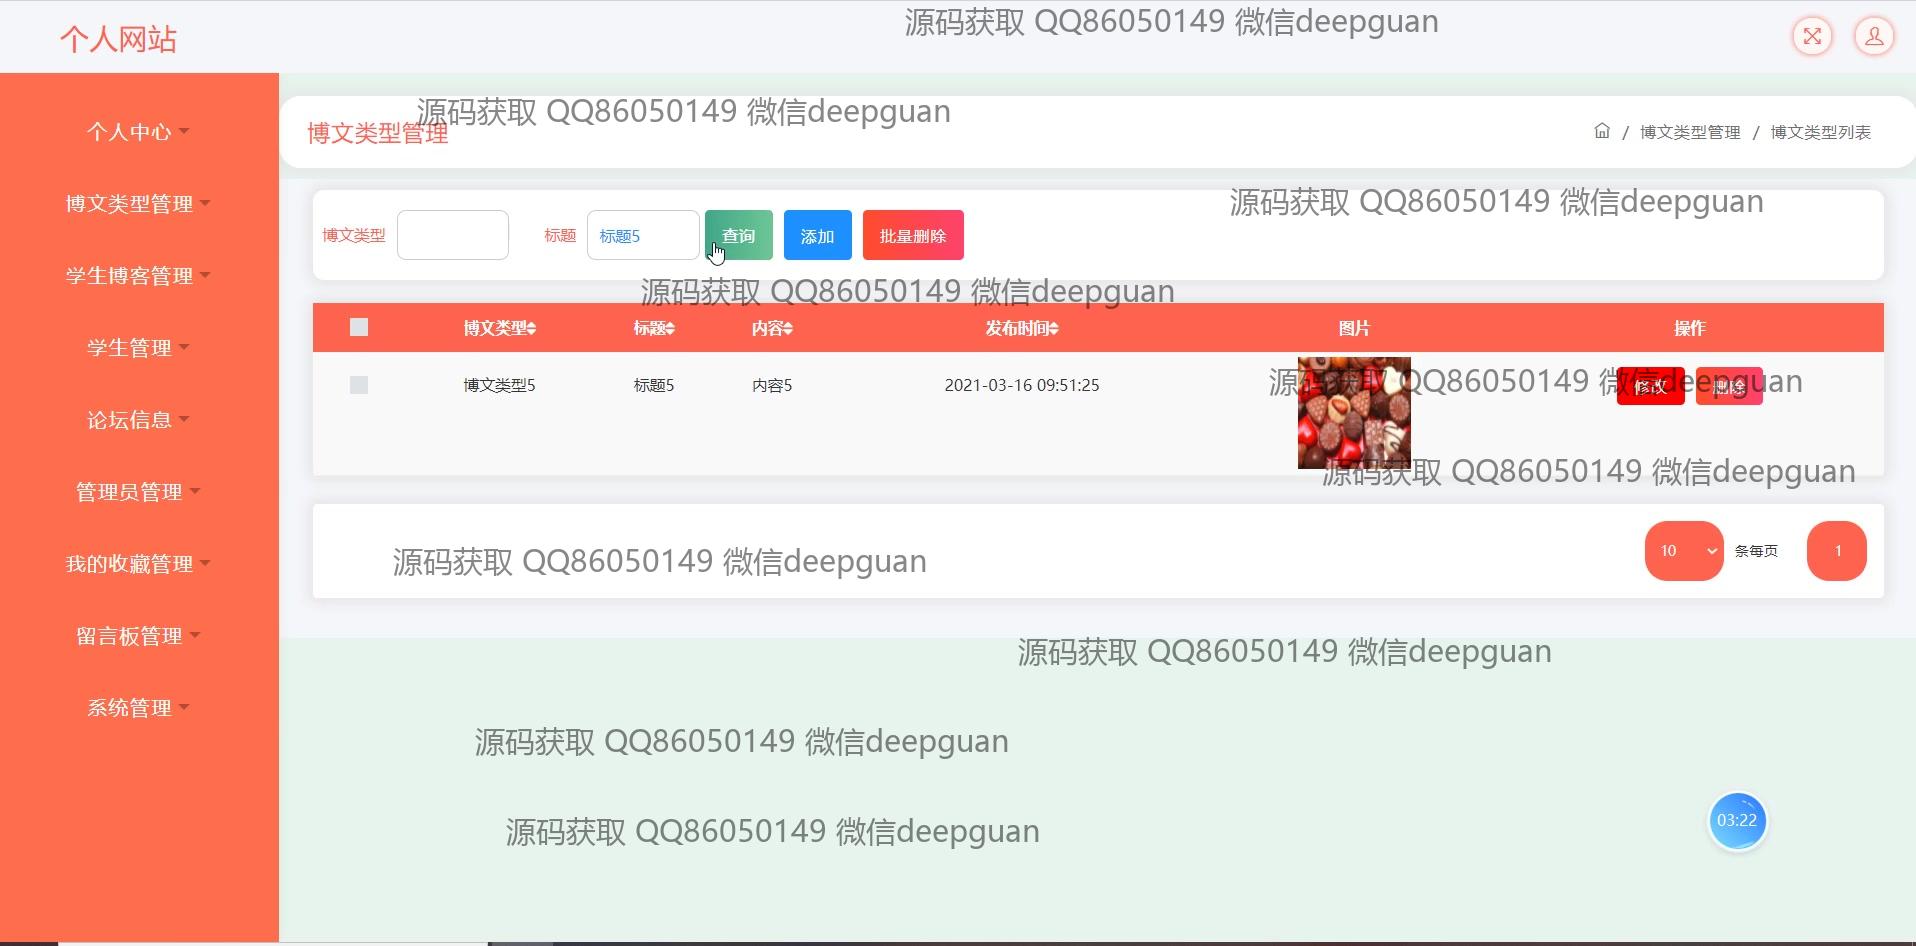 个人网站
源码获取 QQ86050149 微信deepguan
个人中心
博文类型管理
学生博客管理
学生管理
论坛信息
管理员管理
我的收藏管理
留言板管理
系统管理
源码获取 QQ86050149 微信deepguan
博文类型管理
/ 博文类型管理 / 博文类型列表
源码获取 QQ86050149 微信deepguan
博文类型 标题 标题5 查询 添加 批量删除
源码获取 QQ86050149 微信deepguan
博文类型 标题 内容 发布时间 图片 操作
博文类型5 标题5 内容5 2021-03-16 09:51:25 修改 删除
源码获取 QQ86050149 微信deepguan
源码获取 QQ86050149 微信deepguan
10 条每页 1
源码获取 QQ86050149 微信deepguan
源码获取 QQ86050149 微信deepguan
源码获取 QQ86050149 微信deepguan
源码获取 QQ86050149 微信deepguan
03:22